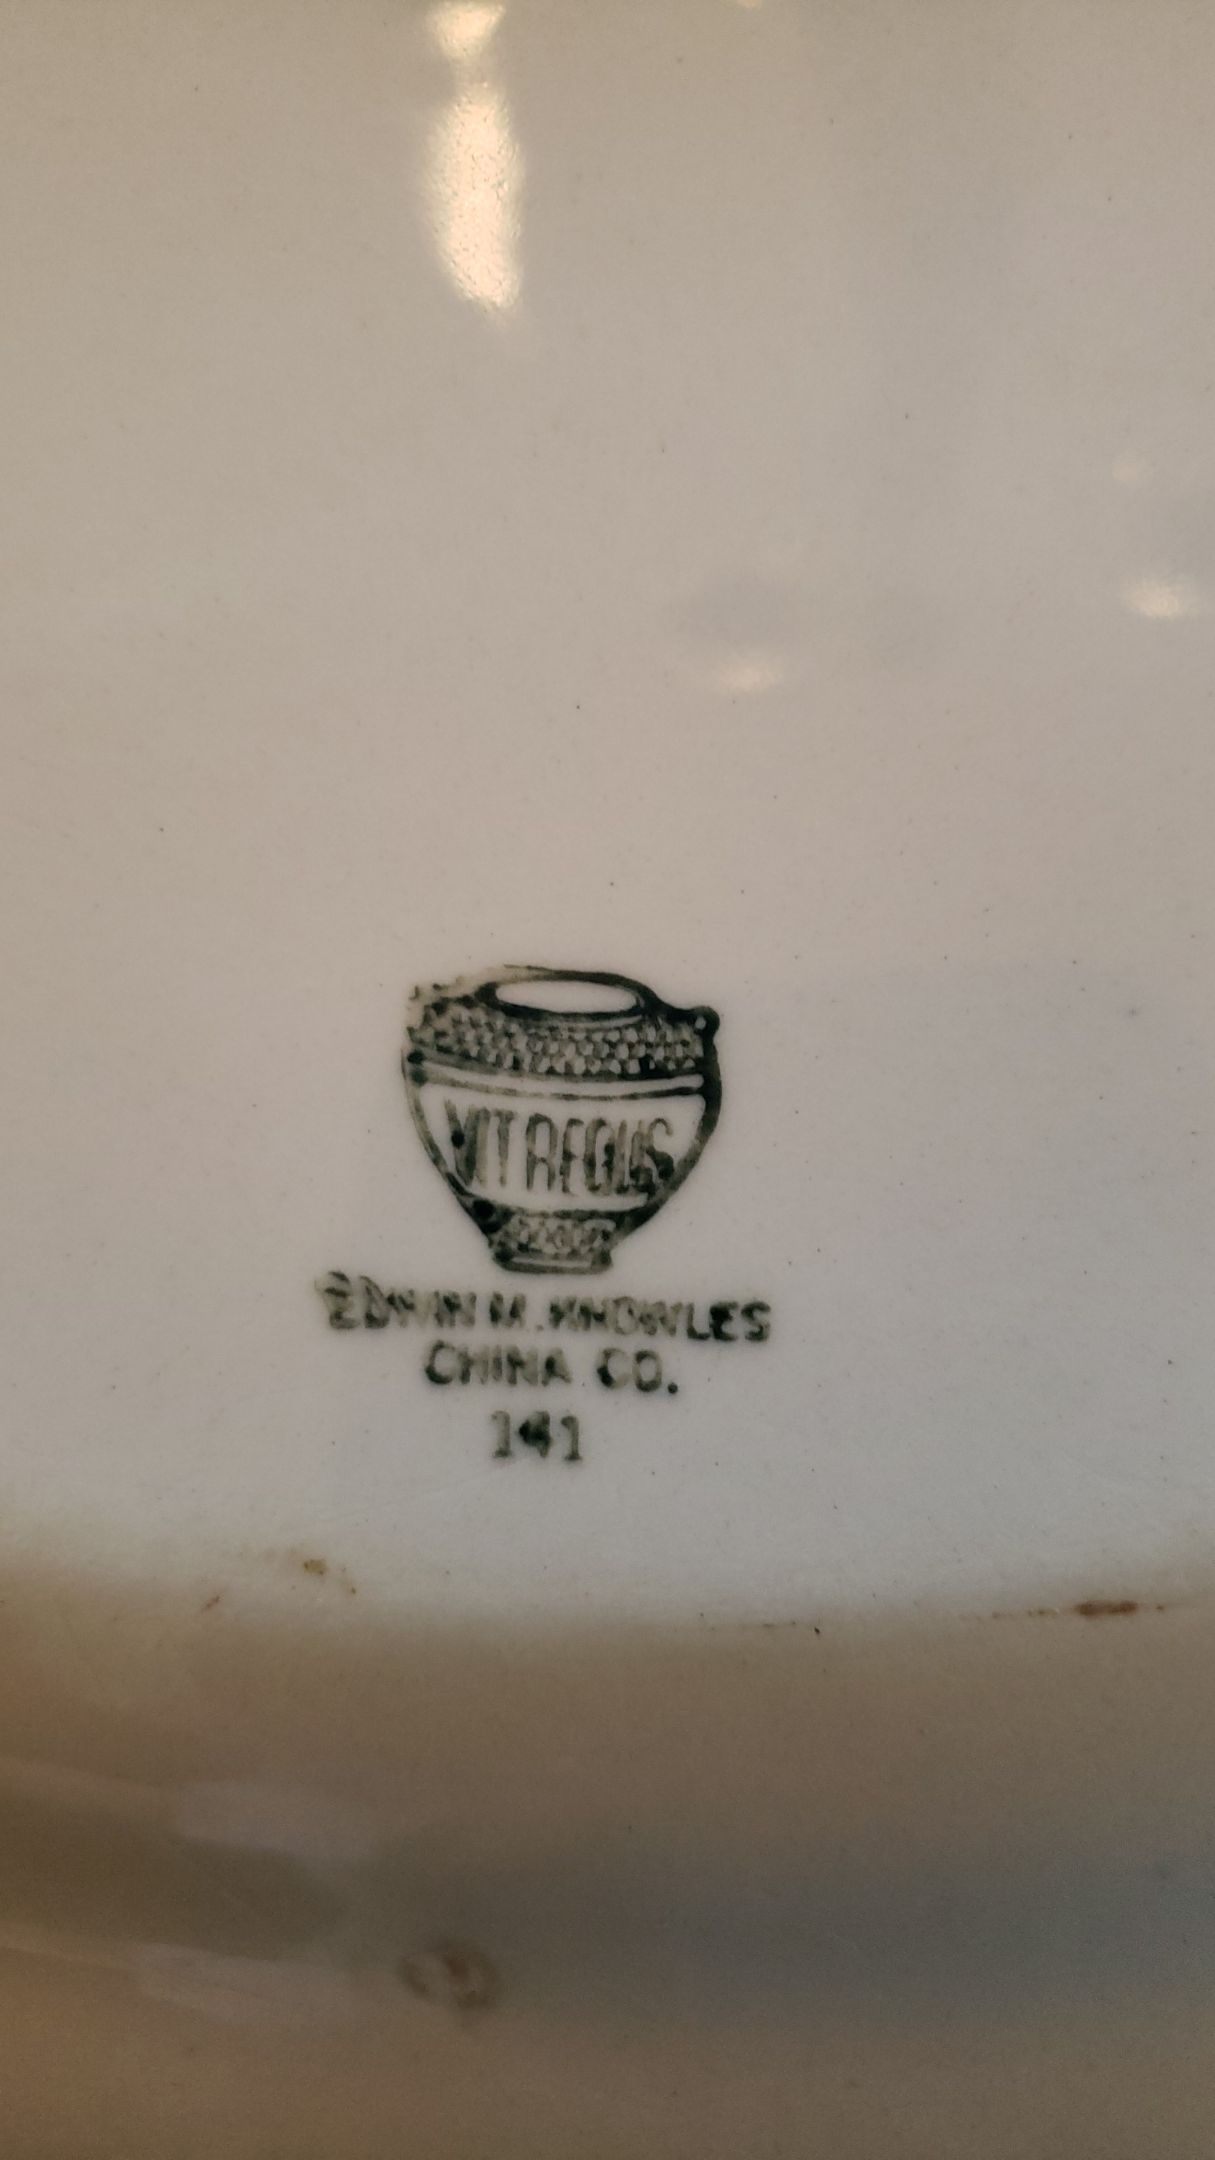 VITREOUS
EDWIN M. KNOWLES
CHINA CO.
141